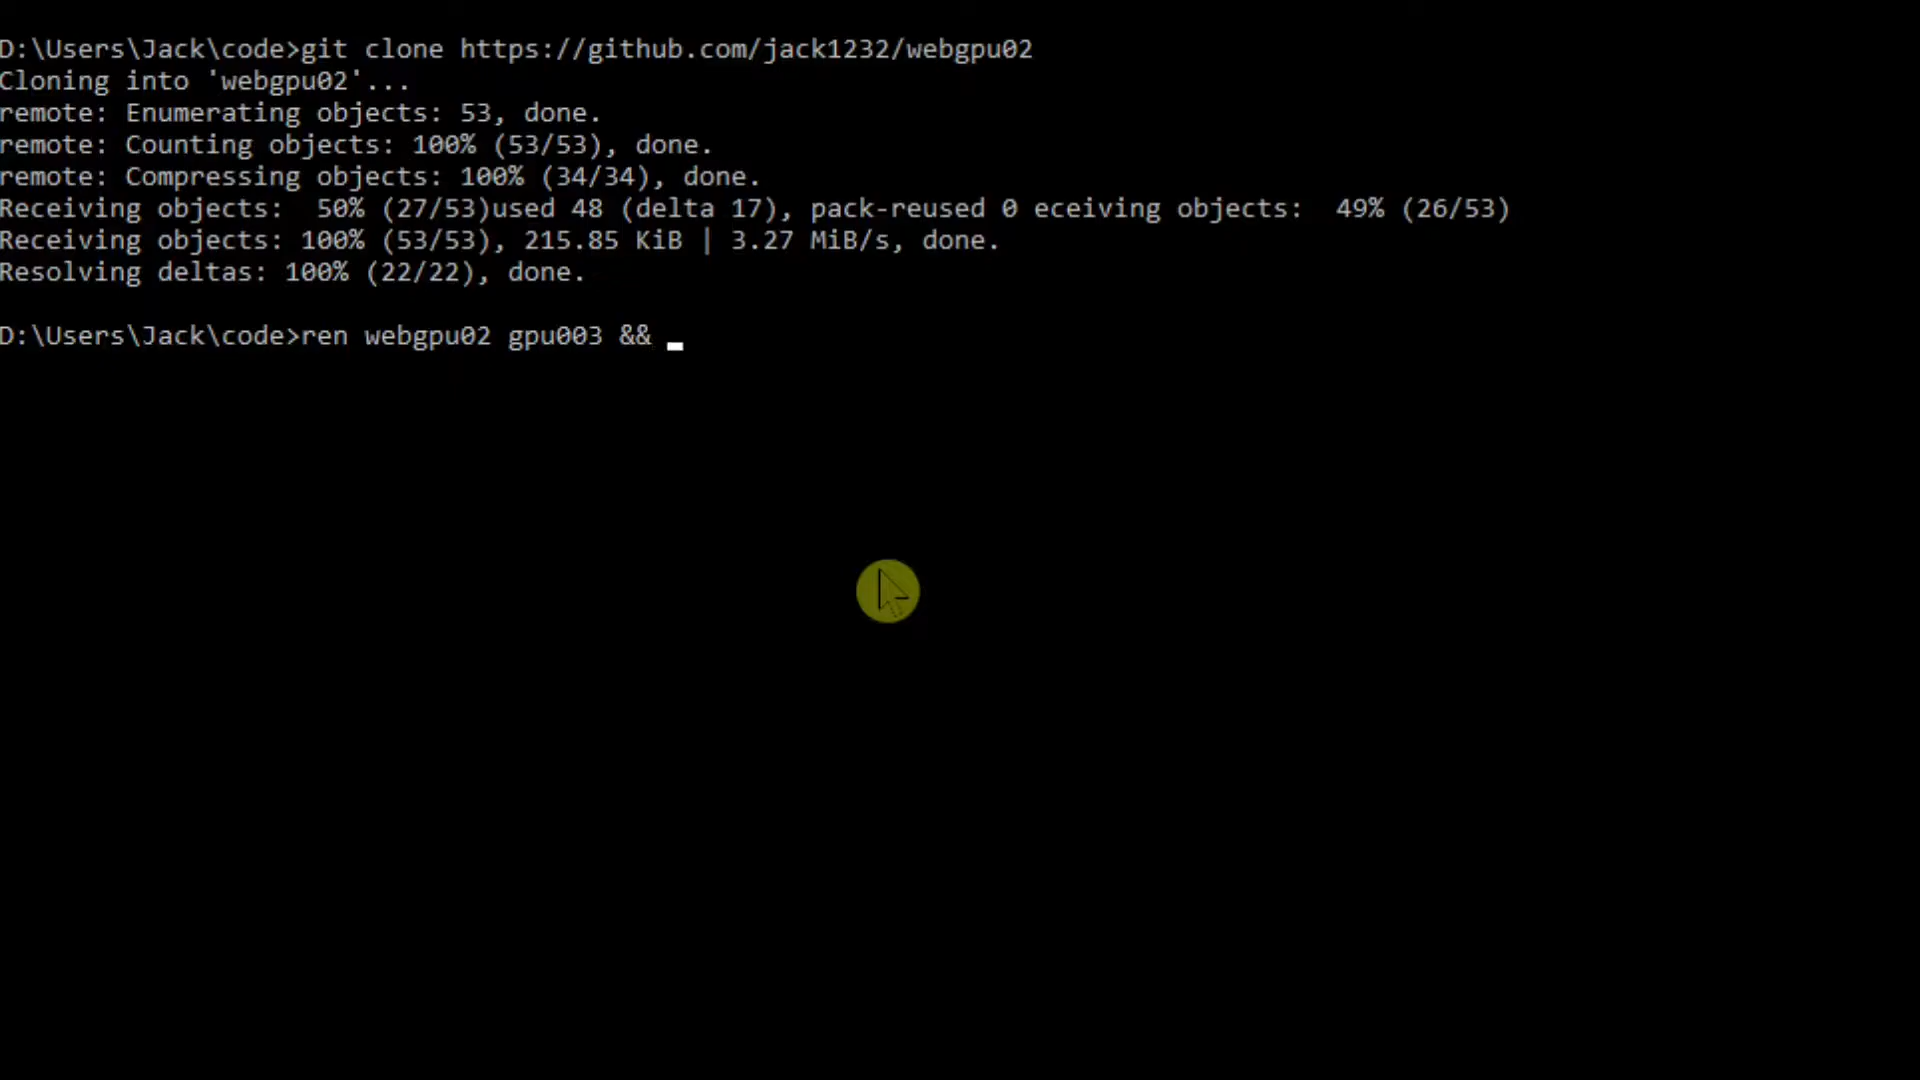 D:\Users\Jack\code>git clone https://github.com/jack1232/webgpu02
Cloning into 'webgpu02'...
remote: Enumerating objects: 53, done.
remote: Counting objects: 100% (53/53), done.
remote: Compressing objects: 100% (34/34), done.
Receiving objects:  50% (27/53)used 48 (delta 17), pack-reused 0 eceiving objects:  49% (26/53)
Receiving objects: 100% (53/53), 215.85 KiB | 3.27 MiB/s, done.
Resolving deltas: 100% (22/22), done.
D:\Users\Jack\code>ren webgpu02 gpu003 && _